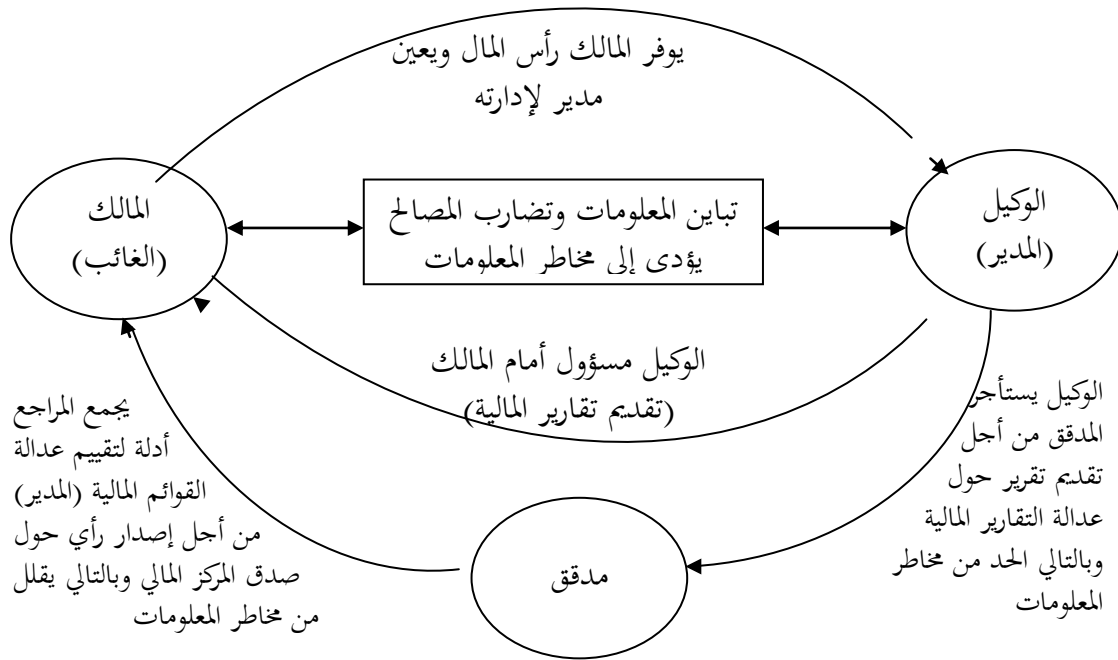 يوفر المالك رأس المال ويعين
مدير لإدارته
المالك
(الغائب)
تباين المعلومات وتضارب المصالح
يؤدى إلى مخاطر المعلومات
الوكيل
(المدير)
الوكيل مسؤول أمام المالك
(تقديم تقارير المالية)
الوكيل يستأجر
المدقق من أجل
تقديم تقرير حول
عدالة التقارير المالية
وبالتالي الحد من مخاطر
المعلومات
يجمع المراجع
أدلة لتقييم عدالة
القوائم المالية (المدير)
من أجل إصدار رأي حول
صدق المركز المالي وبالتالي يقلل
من مخاطر المعلومات
مدقق